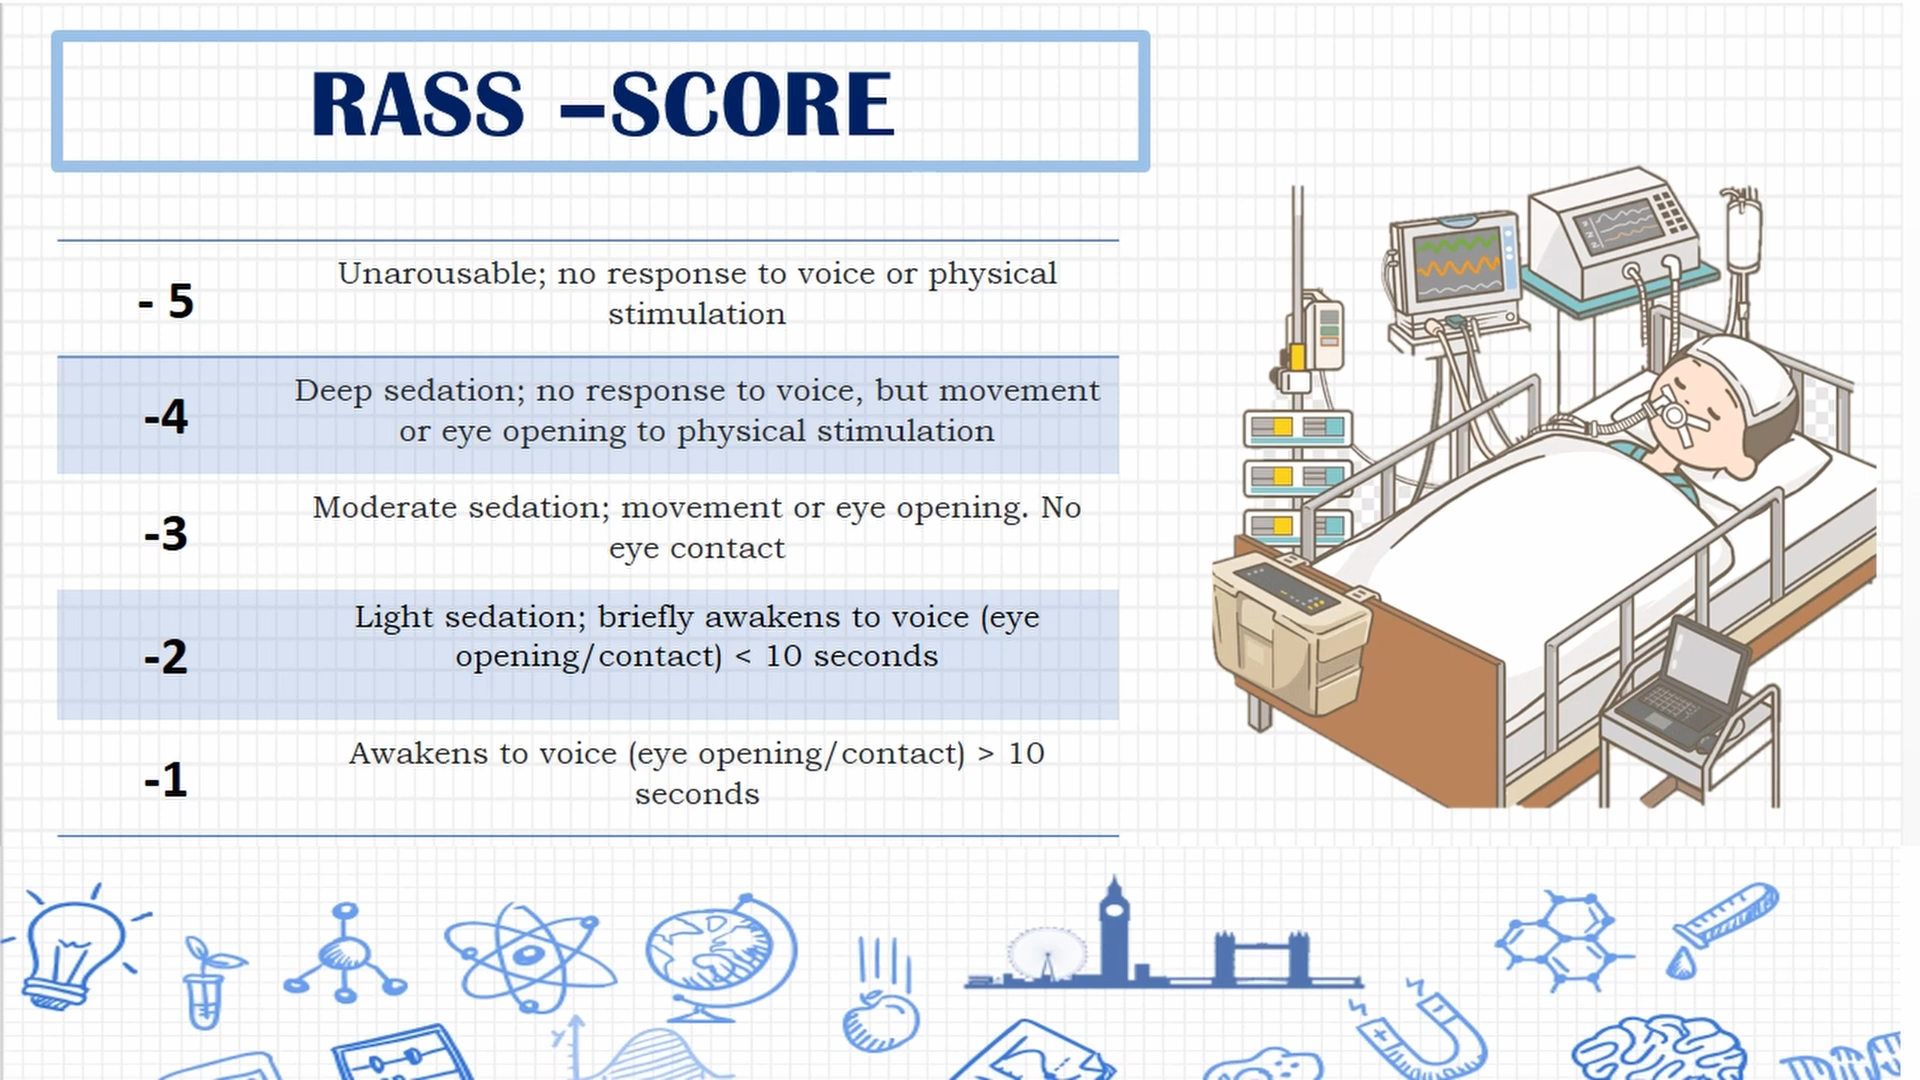 RASS –SCORE
- 5
Unarousable; no response to voice or physical
stimulation
-4
Deep sedation; no response to voice, but movement
or eye opening to physical stimulation
-3
Moderate sedation; movement or eye opening. No
eye contact
-2
Light sedation; briefly awakens to voice (eye
opening/contact) < 10 seconds
-1
Awakens to voice (eye opening/contact) > 10
seconds
y